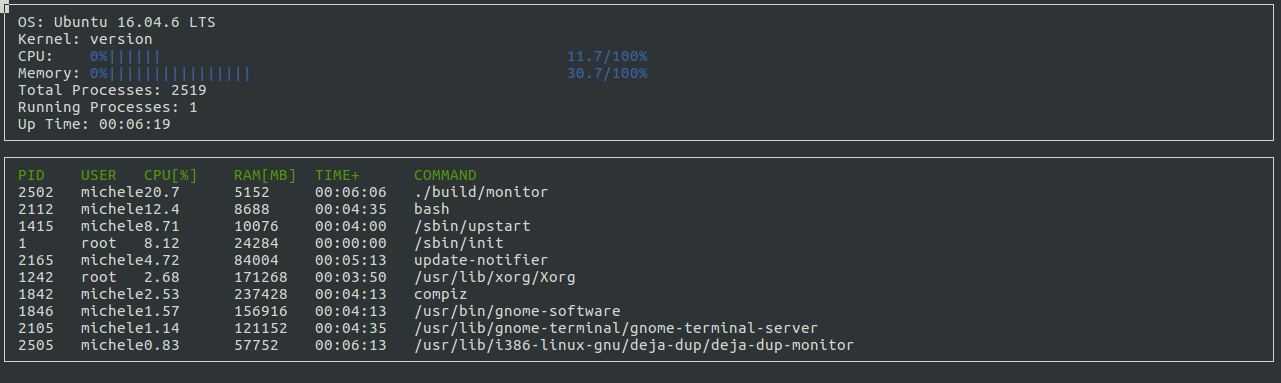 OS: Ubuntu 16.04.6 LTS
Kernel: version
CPU: 0%|||||| 11.7/100%
Memory: 0%|||||||||||||||| 30.7/100%
Total Processes: 2519
Running Processes: 1
Up Time: 00:06:19
PID USER CPU[%] RAM[MB] TIME+ COMMAND
2502 michele20.7 5152 00:06:06 ./build/monitor
2112 michele12.4 8688 00:04:35 bash
1415 michele8.71 10076 00:04:00 /sbin/upstart
1 root 8.12 24284 00:00:00 /sbin/init
2165 michele4.72 84004 00:05:13 update-notifier
1242 root 2.68 171268 00:03:50 /usr/lib/xorg/Xorg
1842 michele2.53 237428 00:04:13 compiz
1846 michele1.57 156916 00:04:13 /usr/bin/gnome-software
2105 michele1.14 121152 00:04:35 /usr/lib/gnome-terminal/gnome-terminal-server
2505 michele0.83 57752 00:06:13 /usr/lib/i386-linux-gnu/deja-dup/deja-dup-monitor